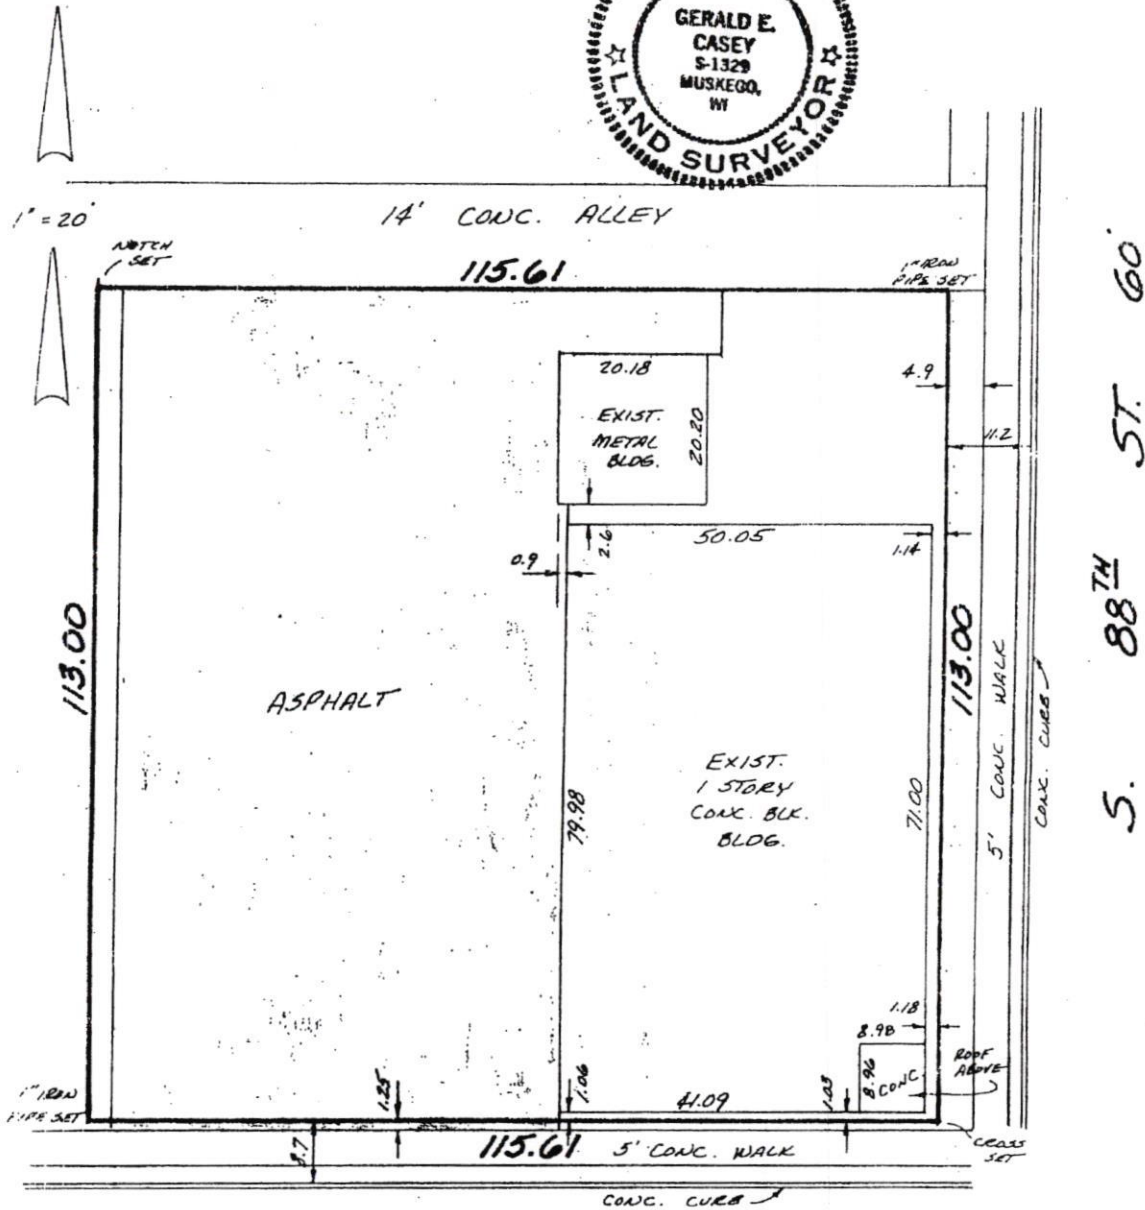 GERALD E.
CASEY
S-1329
MUSKEGO,
WI
LAND SURVEYOR
1" = 20'
14' CONC. ALLEY
NOTCH
SET
115.61
1" IRON
PIPE SET
S. 88TH ST. 60'
20.18
4.9
EXIST.
METAL
BLDG.
20.20
11.2
50.05
2.6
1.14
0.9
113.00
113.00
ASPHALT
5' CONC. WALK
CONC. CURB
EXIST.
1 STORY
CONC. BLK.
BLDG.
79.98
71.00
1.18
8.98
ROOF
ABOVE
8.96
CONC.
1" IRON
PIPE SET
1.25
1.06
41.09
1.03
8.7
115.61
5' CONC. WALK
CROSS
SET
CONC. CURB